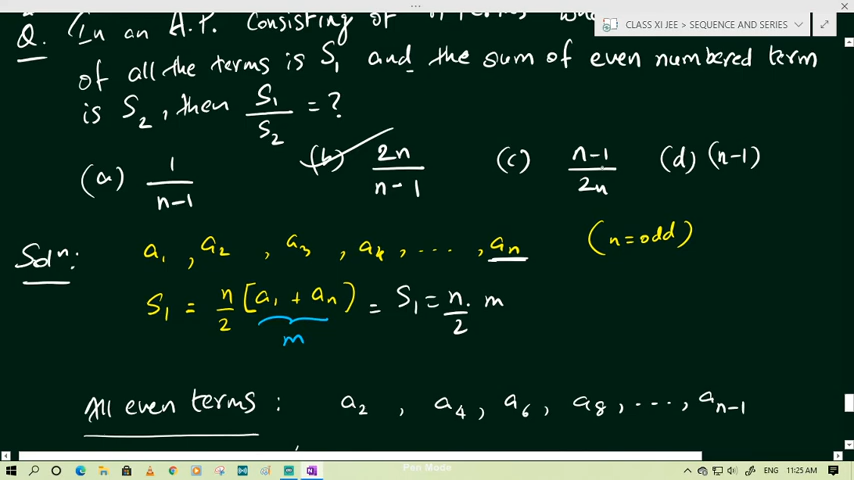 CLASS XI JEE > SEQUENCE AND SERIES
Q. In an A.P. consisting of n terms
of all the terms is S₁ and the sum of even numbered term
is S₂, then S₁/S₂ = ?
(a) 1/(n-1) (b) 2n/(n-1) (c) (n-1)/2n (d) (n-1)
Solⁿ: a₁, a₂, a₃, a₄, ..., aₙ (n=odd)
S₁ = n/2 [a₁ + aₙ) = S₁ = n/2 . m
m
All even terms : a₂, a₄, a₆, a₈, ..., aₙ₋₁
Pen Mode
ENG 11:25 AM